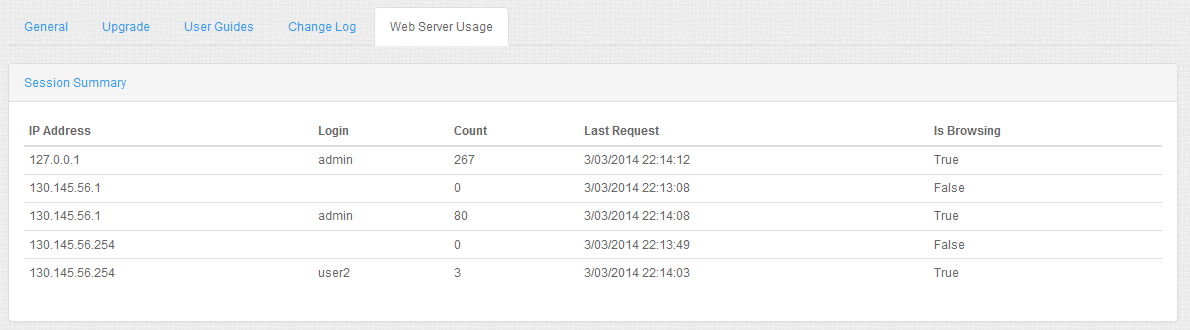 General Upgrade User Guides Change Log Web Server Usage
Session Summary
IP Address Login Count Last Request Is Browsing
127.0.0.1 admin 267 3/03/2014 22:14:12 True
130.145.56.1 0 3/03/2014 22:13:08 False
130.145.56.1 admin 80 3/03/2014 22:14:08 True
130.145.56.254 0 3/03/2014 22:13:49 False
130.145.56.254 user2 3 3/03/2014 22:14:03 True